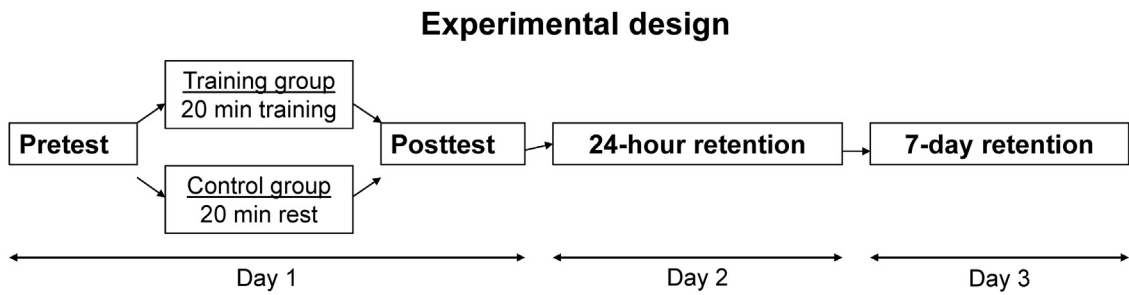 Experimental design
Training group
20 min training
Pretest
Posttest
24-hour retention
7-day retention
Control group
20 min rest
Day 1
Day 2
Day 3